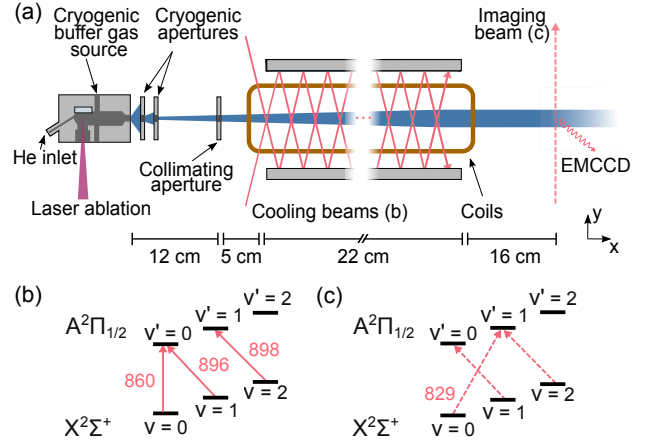 (a)
Cryogenic
buffer gas
source
Cryogenic
apertures
Imaging
beam (c)
He inlet
Collimating
aperture
EMCCD
Laser ablation
Cooling beams (b)
Coils
12 cm
5 cm
22 cm
16 cm
y
x
(b)
A²Π₁/₂
v' = 0
v' = 1
v' = 2
860
896
898
X²Σ⁺
v = 0
v = 1
v = 2
(c)
A²Π₁/₂
v' = 0
v' = 1
v' = 2
829
X²Σ⁺
v = 0
v = 1
v = 2